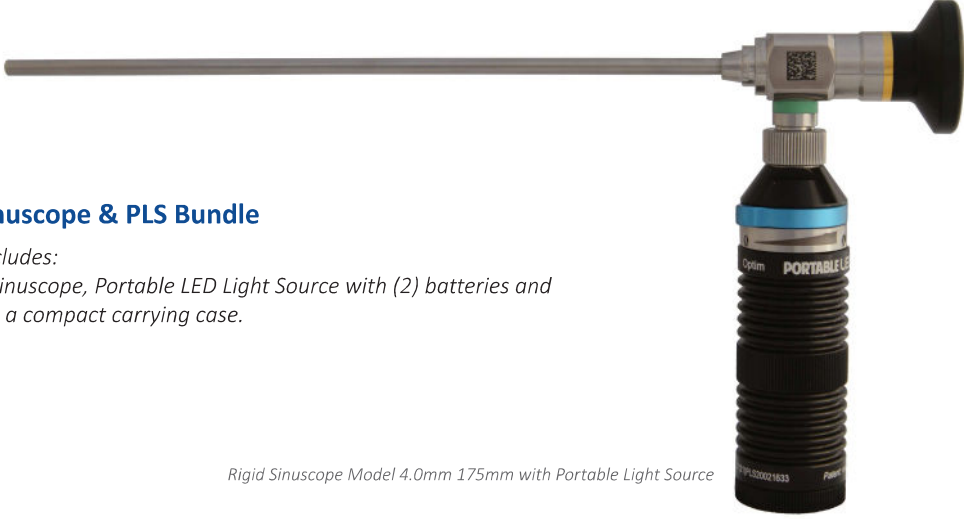 nuscope & PLS Bundle
cludes:
inuscope, Portable LED Light Source with (2) batteries and
a compact carrying case.
Optim PORTABLE
Rigid Sinuscope Model 4.0mm 175mm with Portable Light Source